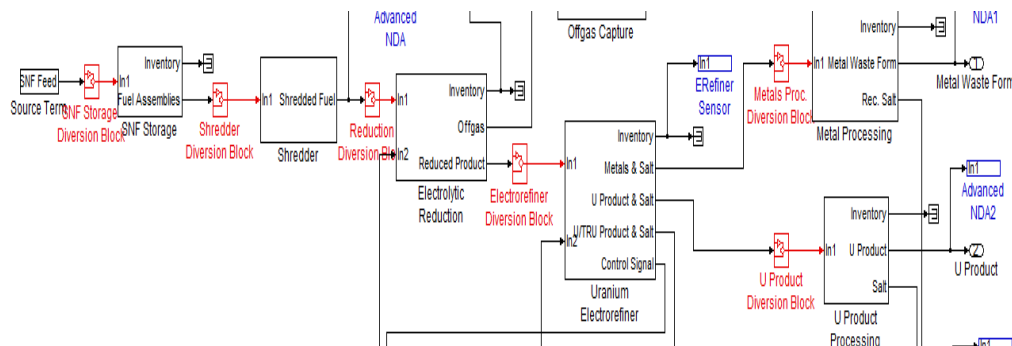 Advanced
NDA
Offgas Capture
NDA1
SNF Feed
Source Term
SNF Storage
Diversion Block
In1
Inventory
Fuel Assemblies
SNF Storage
Shredder
Diversion Block
In1
Shredded Fuel
Shredder
Reduction
Diversion Block
In1
In2
Inventory
Offgas
Reduced Product
Electrolytic
Reduction
Electrorefiner
Diversion Block
In1
In2
Inventory
Metals & Salt
U Product & Salt
U/TRU Product & Salt
Control Signal
Uranium
Electrorefiner
In1
ERefiner
Sensor
Metals Proc.
Diversion Block
In1
Inventory
Metal Waste Form
Rec. Salt
Metal Processing
1
Metal Waste Form
U Product
Diversion Block
In1
Inventory
U Product
Salt
U Product
Processing
In1
Advanced
NDA2
2
U Product
In1